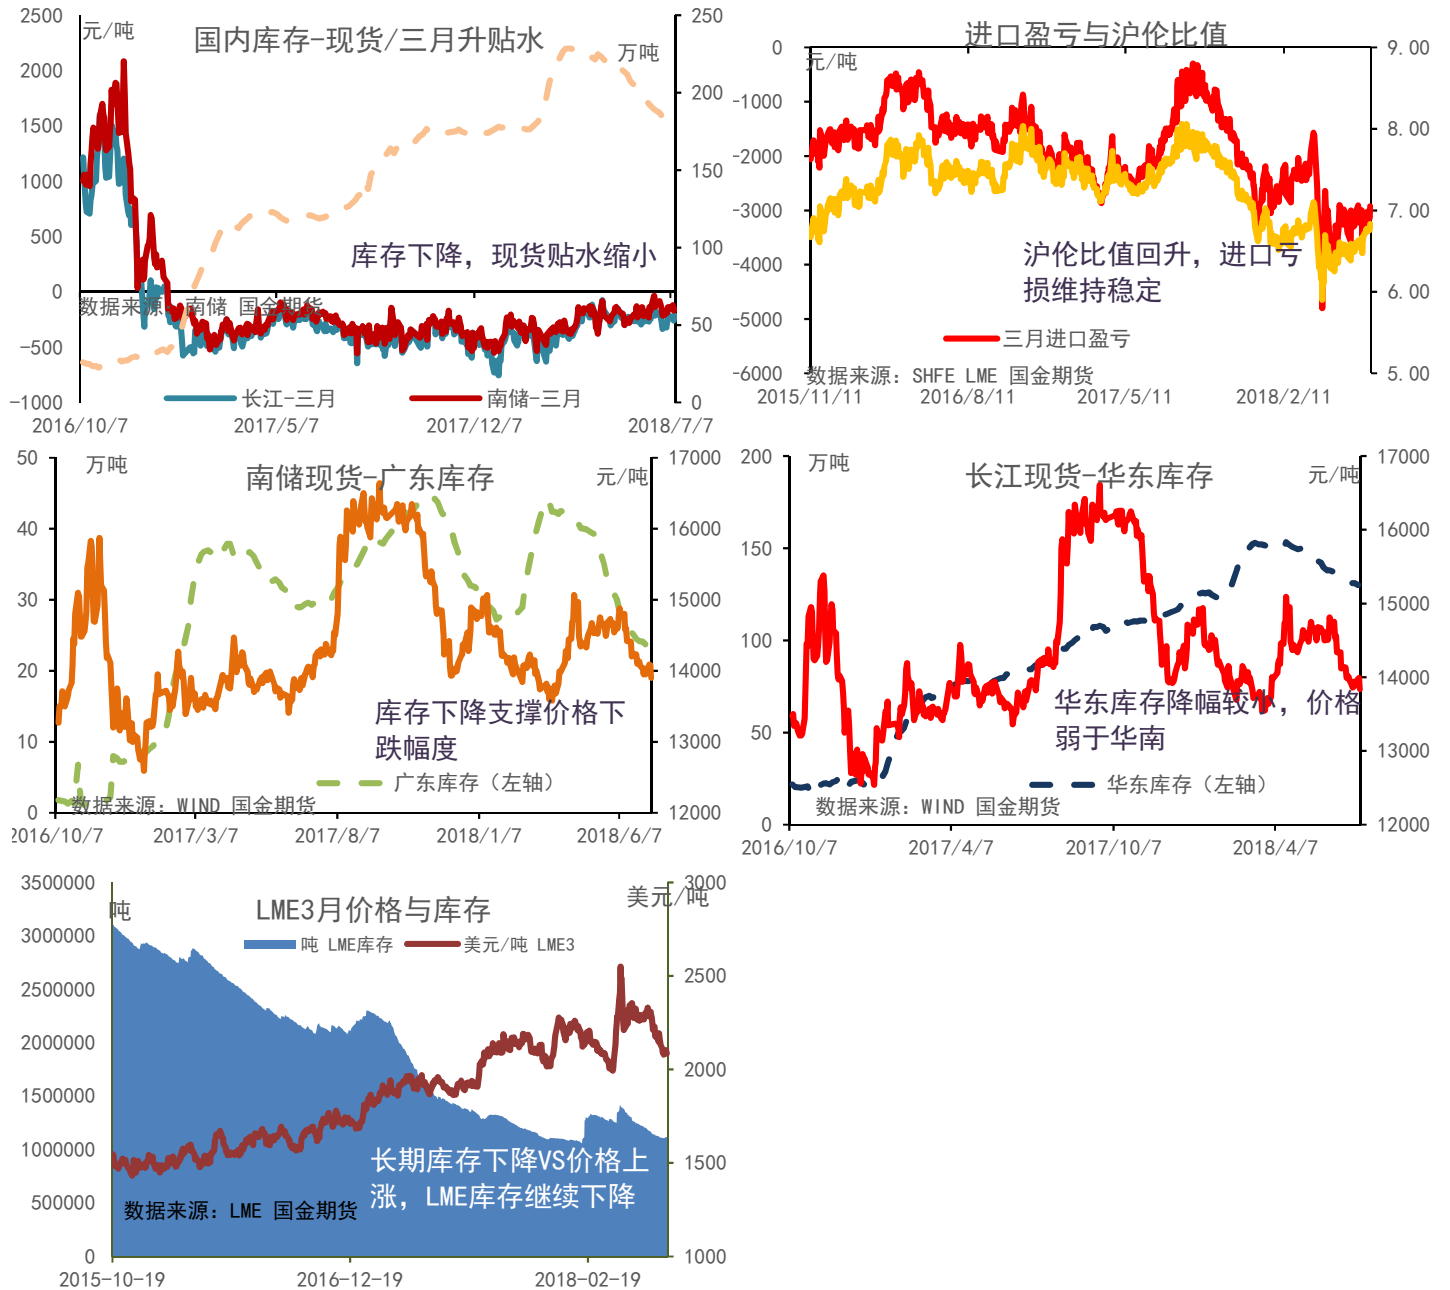 国内库存-现货/三月升贴水
元/吨
万吨
2500
2000
1500
1000
500
0
-500
-1000
250
200
150
100
50
0
库存下降，现货贴水缩小
数据来源：南储 国金期货
长江-三月
南储-三月
2016/10/7
2017/5/7
2017/12/7
2018/7/7
进口盈亏与沪伦比值
元/吨
0
-1000
-2000
-3000
-4000
-5000
-6000
9.00
8.00
7.00
6.00
5.00
沪伦比值回升，进口亏
损维持稳定
三月进口盈亏
数据来源：SHFE LME 国金期货
2015/11/11
2016/8/11
2017/5/11
2018/2/11
南储现货-广东库存
万吨
元/吨
50
40
30
20
10
0
17000
16000
15000
14000
13000
12000
库存下降支撑价格下
跌幅度
广东库存（左轴）
数据来源：WIND 国金期货
2016/10/7
2017/3/7
2017/8/7
2018/1/7
2018/6/7
长江现货-华东库存
万吨
元/吨
200
150
100
50
0
17000
16000
15000
14000
13000
12000
华东库存降幅较小，价格
弱于华南
华东库存（左轴）
数据来源：WIND 国金期货
2016/10/7
2017/4/7
2017/10/7
2018/4/7
LME3月价格与库存
吨
美元/吨
吨 LME库存
美元/吨 LME3
3500000
3000000
2500000
2000000
1500000
1000000
500000
0
3000
2500
2000
1500
1000
长期库存下降VS价格上
涨，LME库存继续下降
数据来源：LME 国金期货
2015-10-19
2016-12-19
2018-02-19